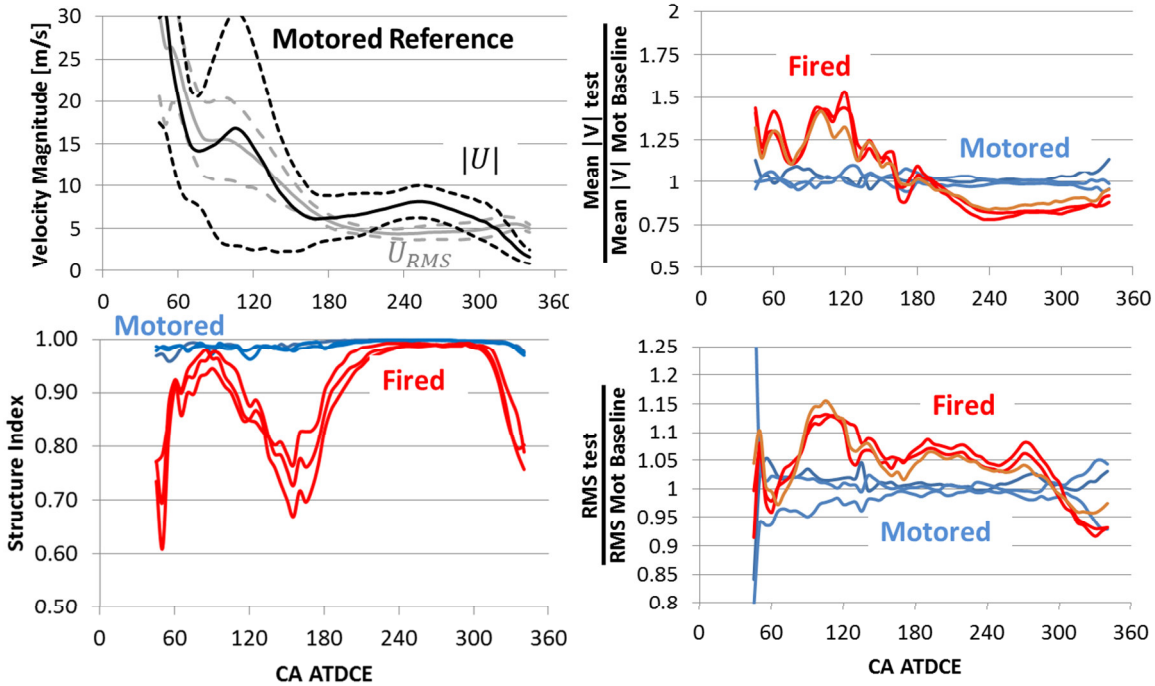 Motored Reference
Velocity Magnitude [m/s]
30
25
20
15
10
5
0
|U|
U_RMS
0 60 120 180 240 300 360
Mean |V| test
Mean |V| Mot Baseline
2
1.75
1.5
1.25
1
0.75
0.5
Fired
Motored
0 60 120 180 240 300 360
Structure Index
1.00
0.90
0.80
0.70
0.60
0.50
Motored
Fired
0 60 120 180 240 300 360
CA ATDCE
RMS test
RMS Mot Baseline
1.25
1.2
1.15
1.1
1.05
1
0.95
0.9
0.8
Fired
Motored
0 60 120 180 240 300 360
CA ATDCE